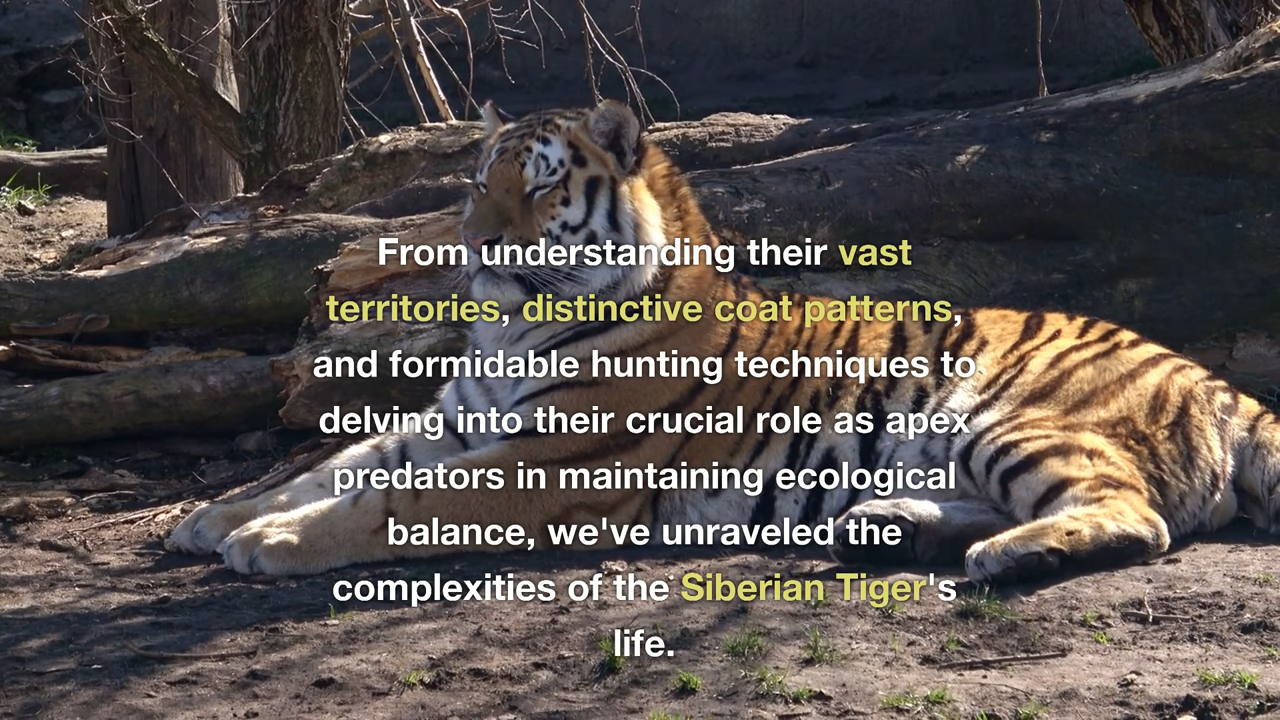 From understanding their vast
territories, distinctive coat patterns,
and formidable hunting techniques to
delving into their crucial role as apex
predators in maintaining ecological
balance, we've unraveled the
complexities of the Siberian Tiger's
life.